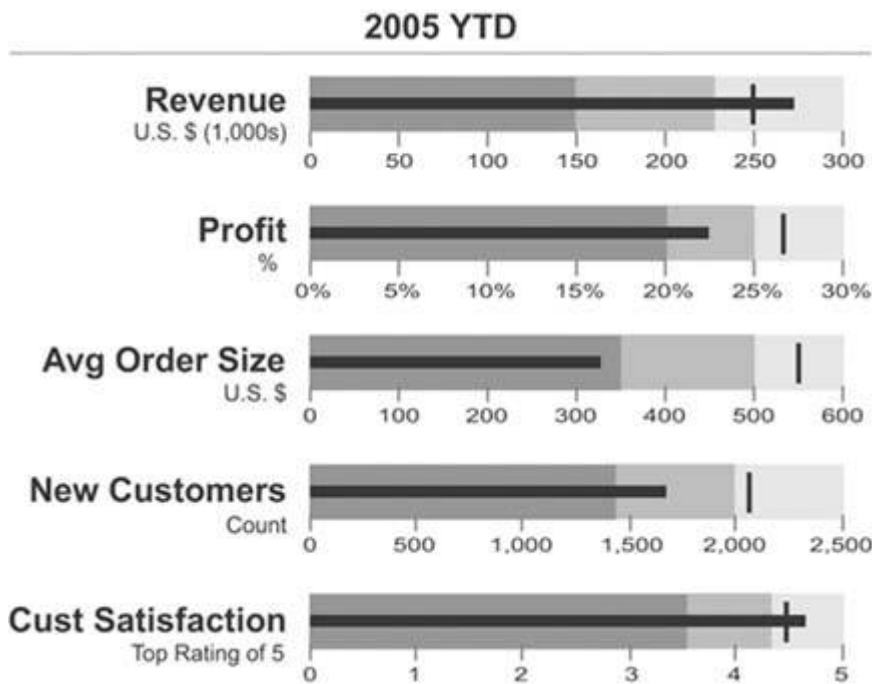 2005 YTD
Revenue
U.S. $ (1,000s)
0 50 100 150 200 250 300
Profit
%
0% 5% 10% 15% 20% 25% 30%
Avg Order Size
U.S. $
0 100 200 300 400 500 600
New Customers
Count
0 500 1,000 1,500 2,000 2,500
Cust Satisfaction
Top Rating of 5
0 1 2 3 4 5